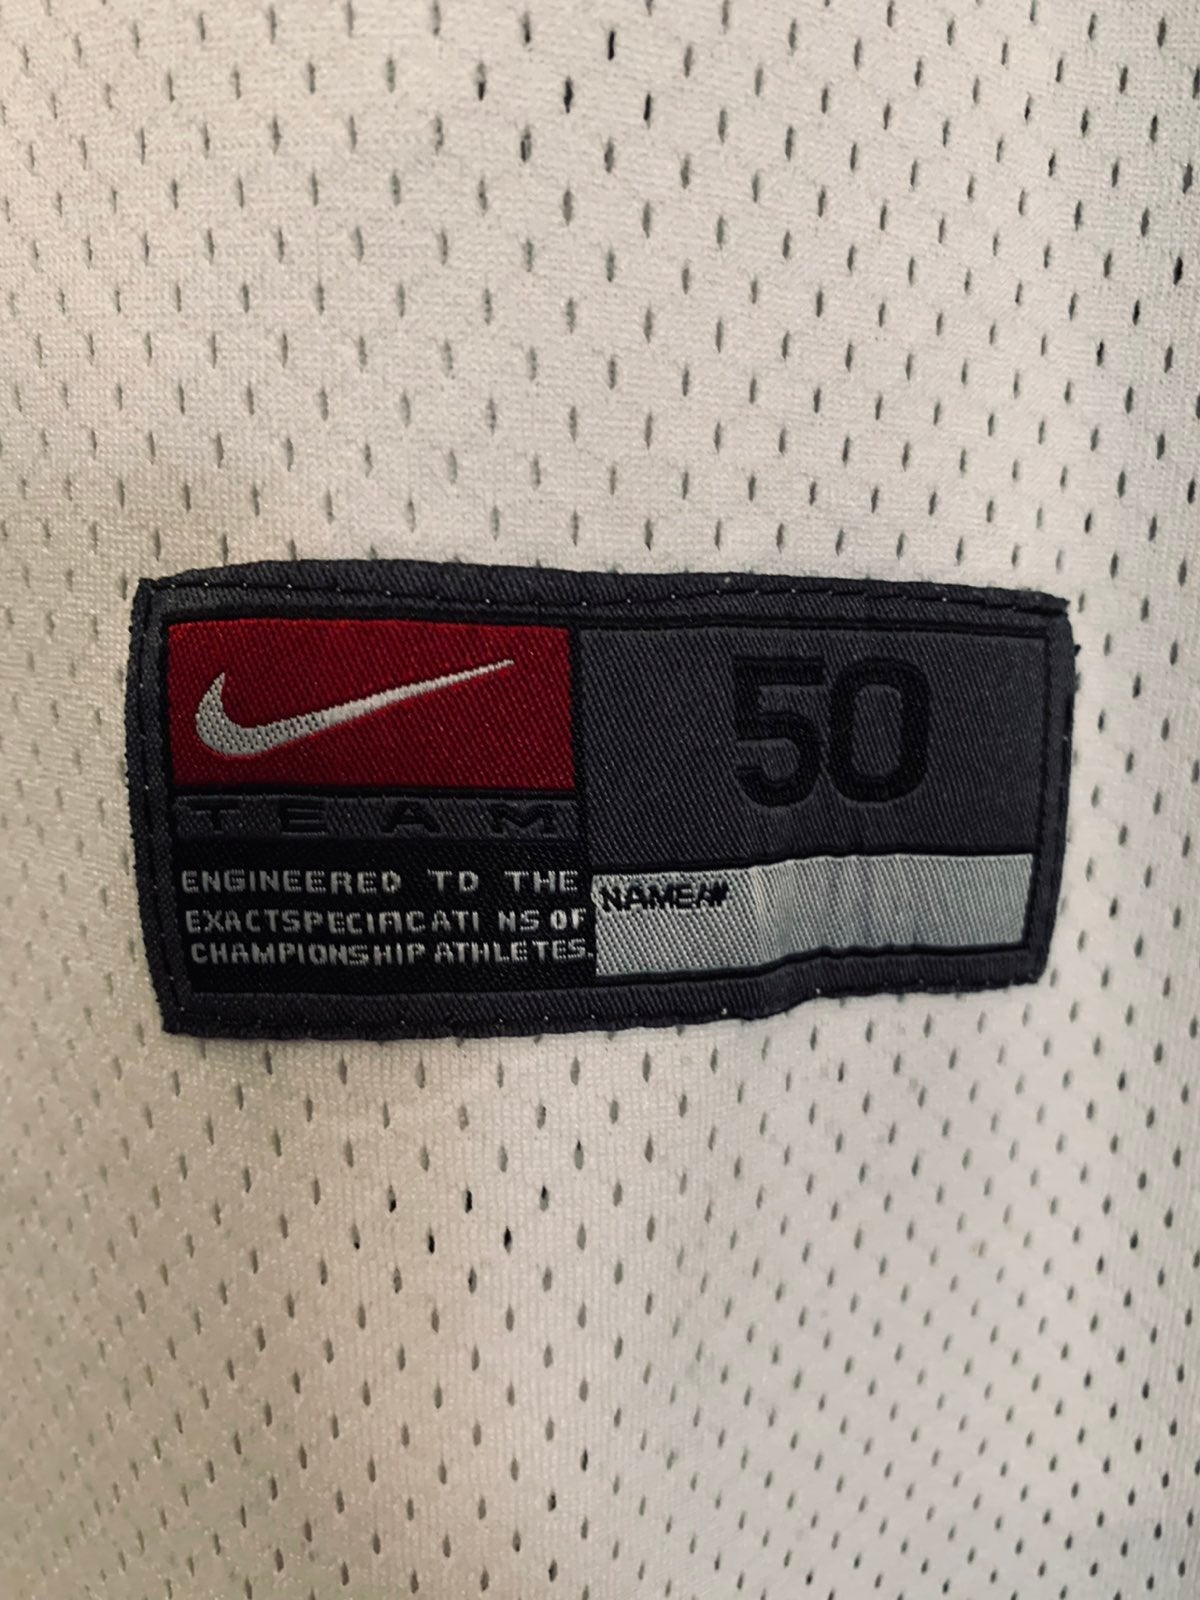 50
TEAM
ENGINEERED TO THE
EXACTSPECIFICATI NS OF
CHAMPIONSHIP ATHLETES.
NAME/#